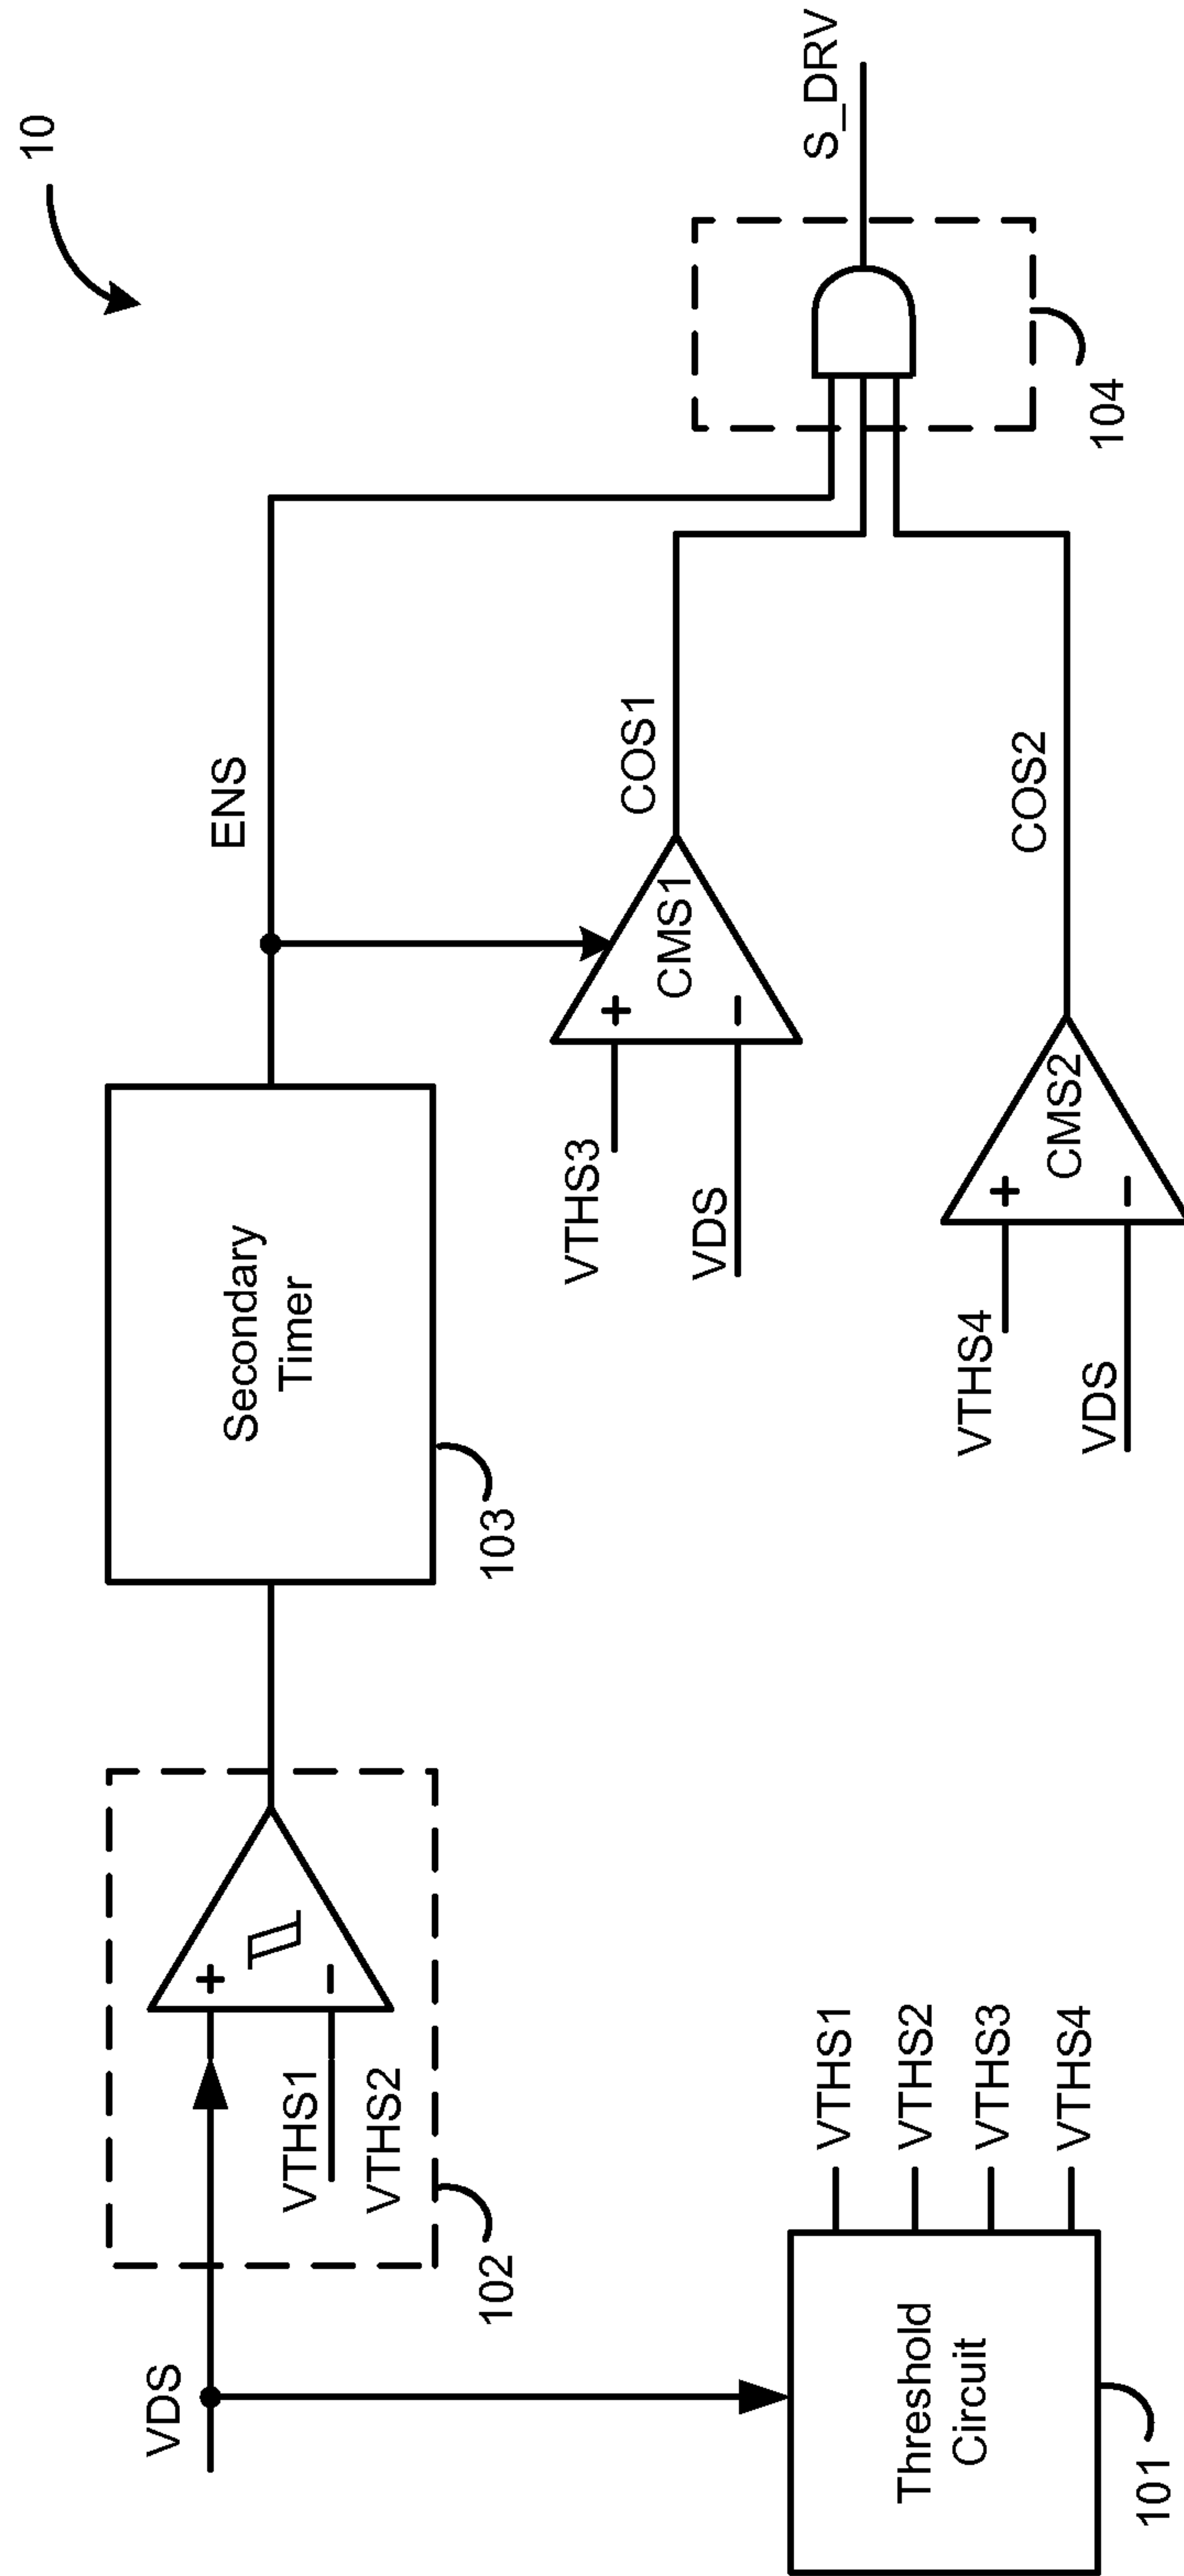 10
VDS
VTHS1
VTHS2
+
−
102
Secondary
Timer
103
ENS
Threshold
Circuit
101
VTHS1
VTHS2
VTHS3
VTHS4
VTHS3
VDS
+
−
CMS1
COS1
VTHS4
VDS
+
−
CMS2
COS2
104
S_DRV